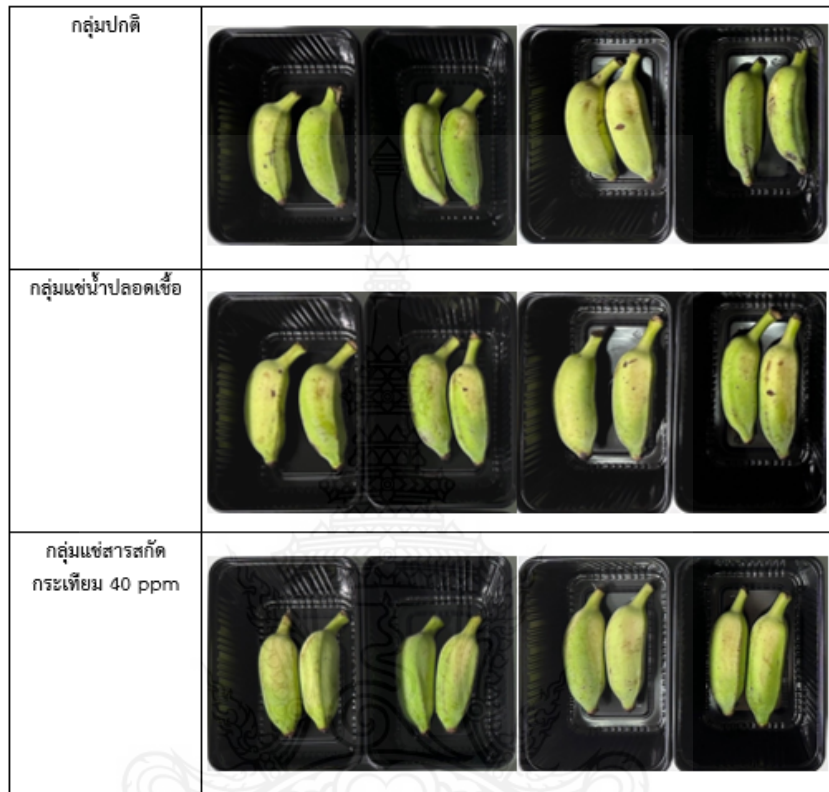 กลุ่มปกติ
กลุ่มแช่น้ำปลอดเชื้อ
กลุ่มแช่สารสกัด
กระเทียม 40 ppm